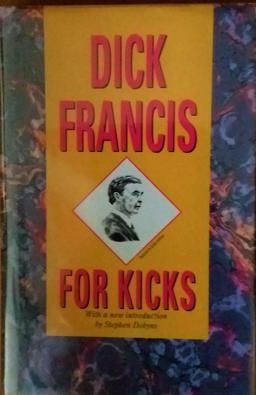 DICK
FRANCIS
FOR KICKS
With a new introduction
by Stephen Dobyns